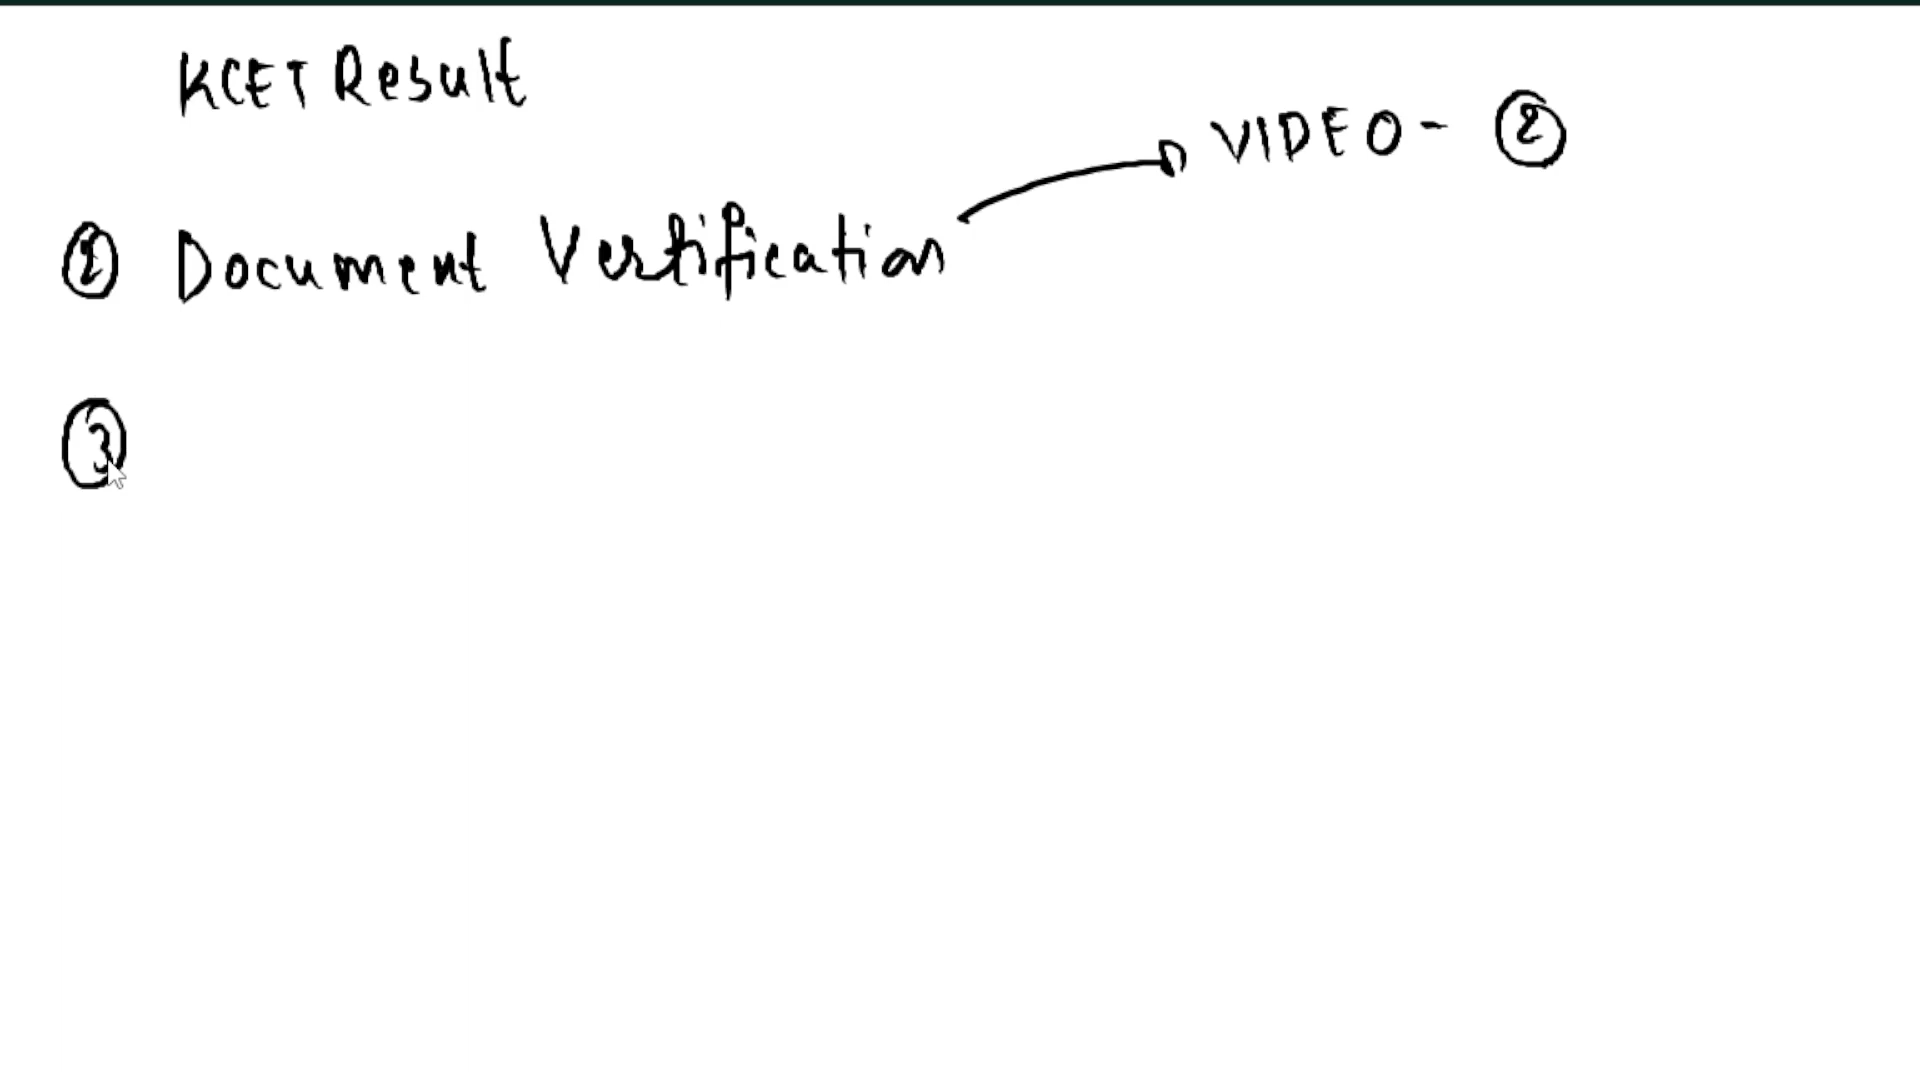 KCET Result
VIDEO - ②
② Document Vertification
③